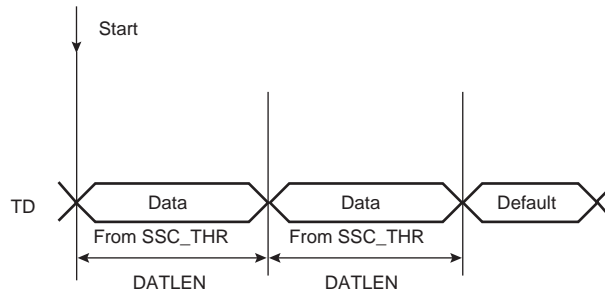 Start
TD
Data
Data
Default
From SSC_THR
From SSC_THR
DATLEN
DATLEN